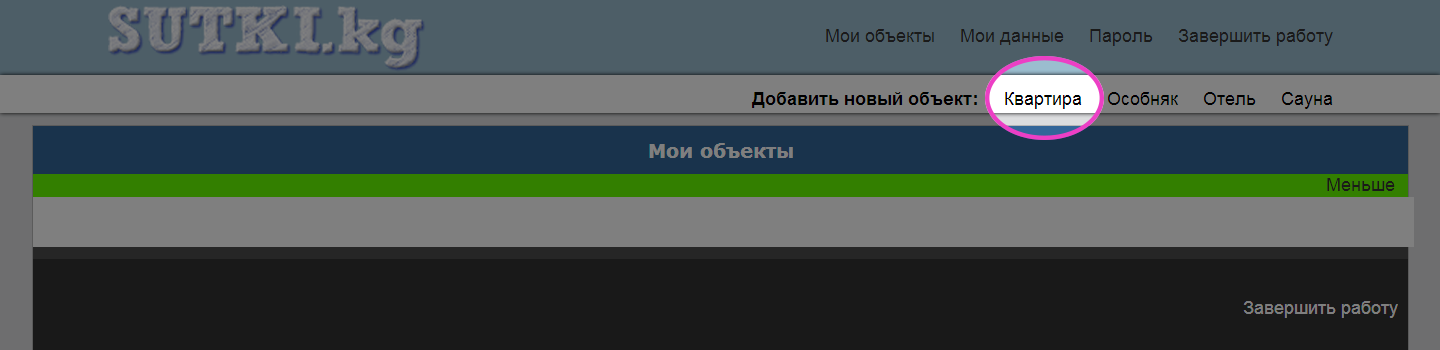 SUTKI.kg
Мои объекты Мои данные Пароль Завершить работу
Добавить новый объект: Квартира Особняк Отель Сауна
Мои объекты
Меньше
Завершить работу